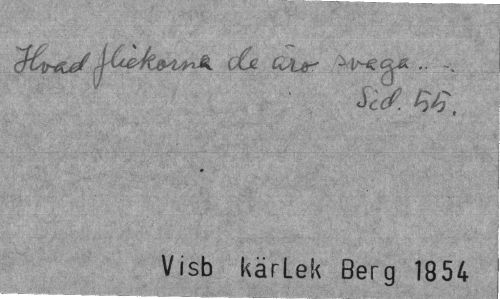 Hvad flickorna de äro svaga...
Sid. 55.
Visb kärLek Berg 1854